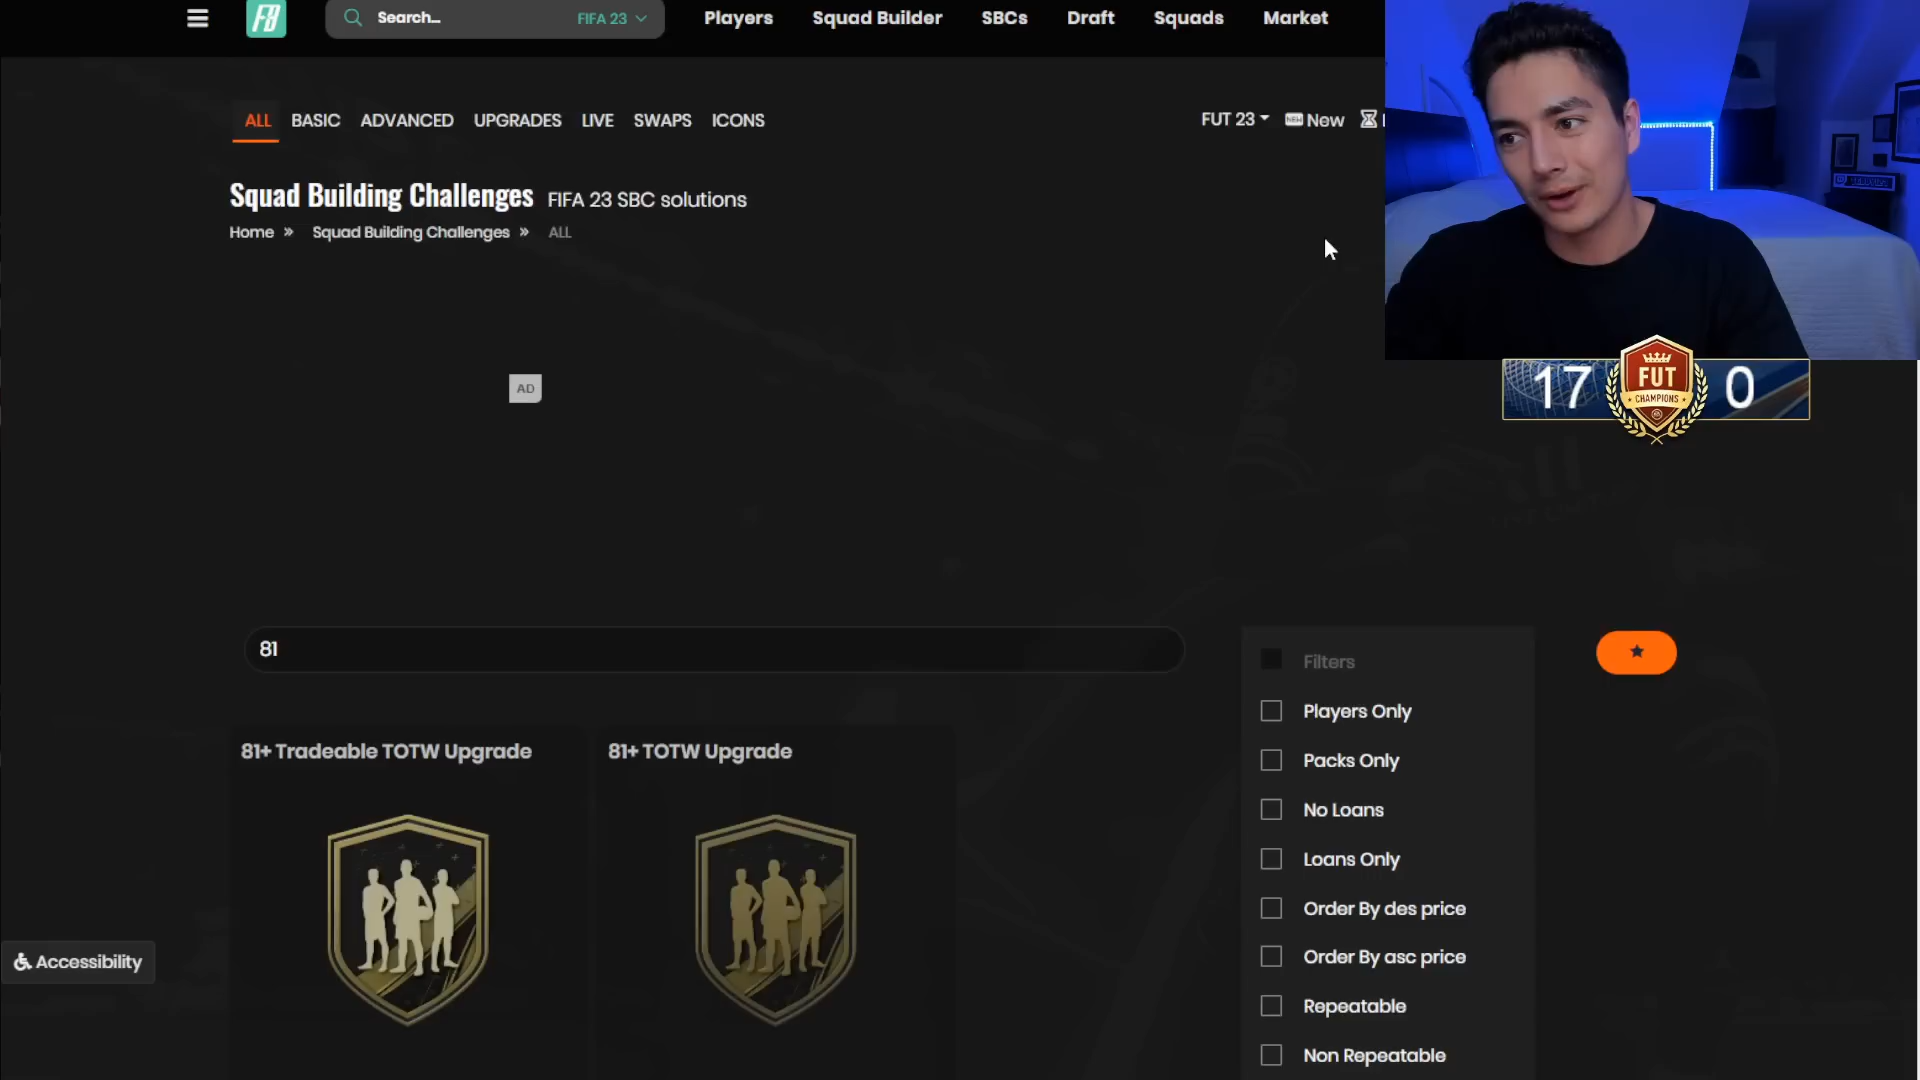 F8 Search... FIFA 23 Players Squad Builder SBCs Draft Squads Market
ALL BASIC ADVANCED UPGRADES LIVE SWAPS ICONS FUT 23 NEW New
Squad Building Challenges FIFA 23 SBC solutions
Home » Squad Building Challenges » ALL
AD
17 FUT CHAMPIONS 0
81
Filters
Players Only
Packs Only
No Loans
Loans Only
Order By des price
Order By asc price
Repeatable
Non Repeatable
81+ Tradeable TOTW Upgrade 81+ TOTW Upgrade
Accessibility